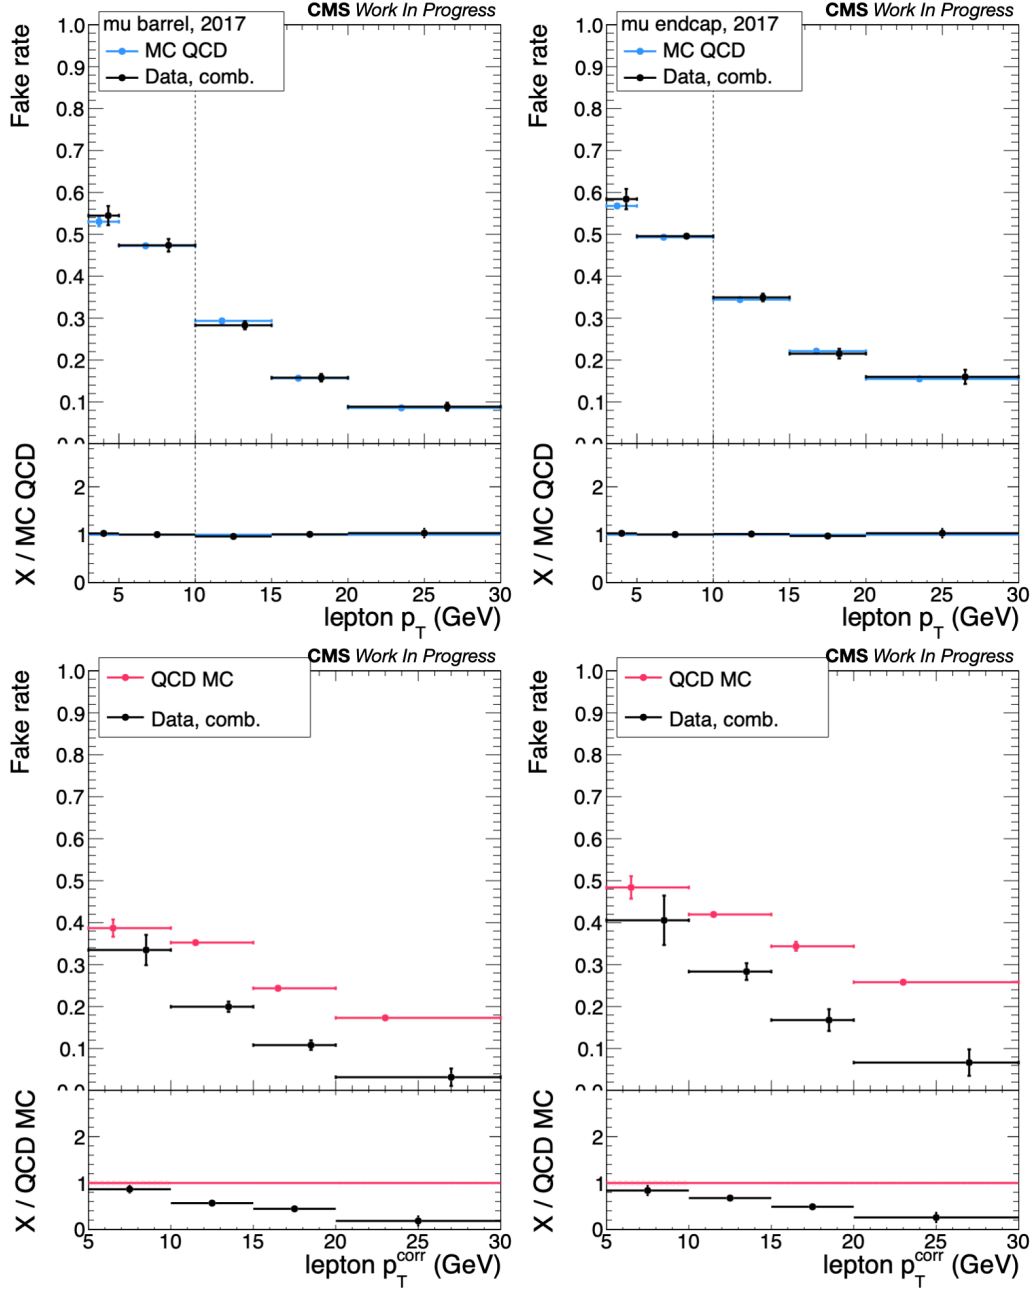 CMS Work In Progress
mu barrel, 2017
MC QCD
Data, comb.
Fake rate
1.0
0.9
0.8
0.7
0.6
0.5
0.4
0.3
0.2
0.1
0.0
X / MC QCD
2
1
0
5 10 15 20 25 30
lepton p_T (GeV)
CMS Work In Progress
mu endcap, 2017
MC QCD
Data, comb.
Fake rate
1.0
0.9
0.8
0.7
0.6
0.5
0.4
0.3
0.2
0.1
0.0
X / MC QCD
2
1
0
5 10 15 20 25 30
lepton p_T (GeV)
CMS Work In Progress
QCD MC
Data, comb.
Fake rate
1.0
0.9
0.8
0.7
0.6
0.5
0.4
0.3
0.2
0.1
0.0
X / QCD MC
2
1
0
5 10 15 20 25 30
lepton p_T^corr (GeV)
CMS Work In Progress
QCD MC
Data, comb.
Fake rate
1.0
0.9
0.8
0.7
0.6
0.5
0.4
0.3
0.2
0.1
0.0
X / QCD MC
2
1
0
5 10 15 20 25 30
lepton p_T^corr (GeV)